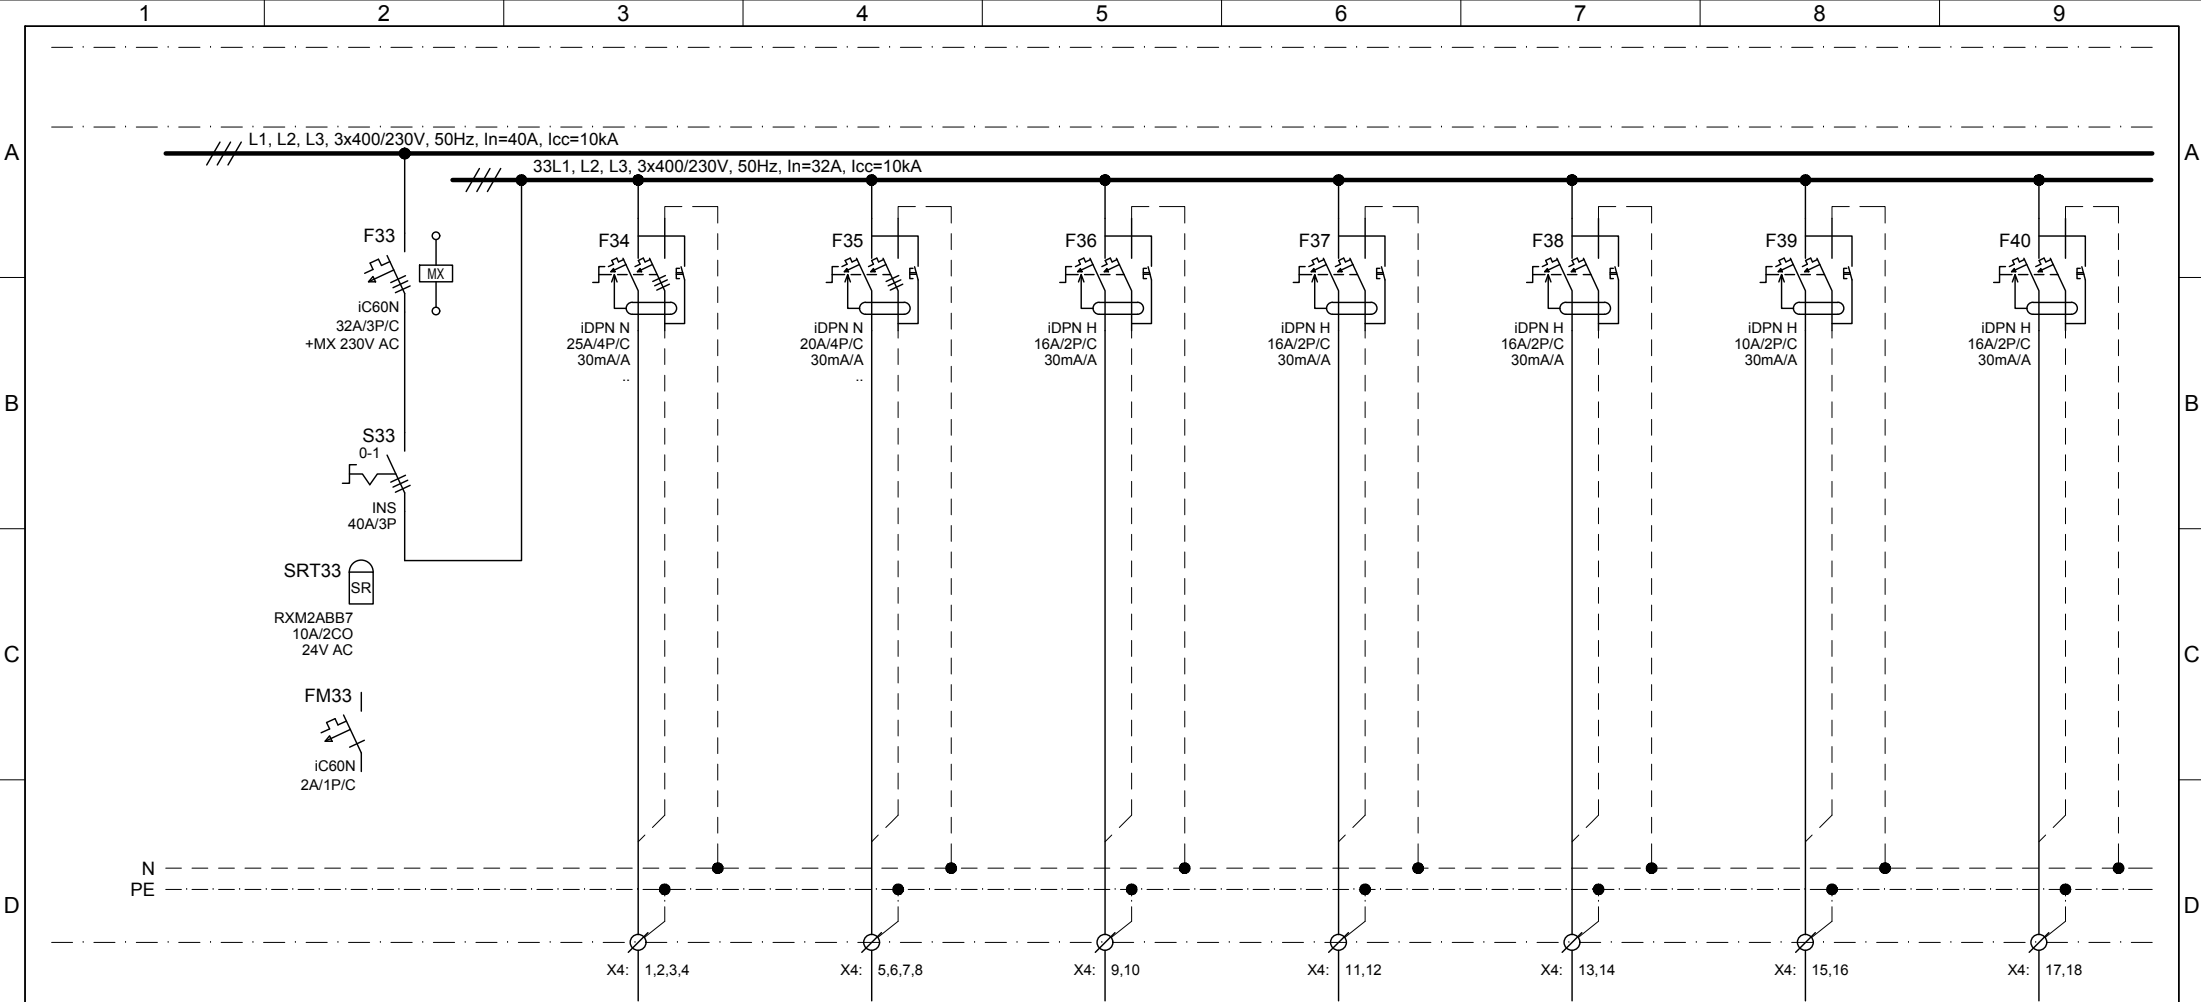 1 2 3 4 5 6 7 8 9
A A
L1, L2, L3, 3x400/230V, 50Hz, In=40A, Icc=10kA
33L1, L2, L3, 3x400/230V, 50Hz, In=32A, Icc=10kA
F33
MX
iC60N
32A/3P/C
+MX 230V AC
F34
iDPN N
25A/4P/C
30mA/A
..
F35
iDPN N
20A/4P/C
30mA/A
..
F36
iDPN H
16A/2P/C
30mA/A
F37
iDPN H
16A/2P/C
30mA/A
F38
iDPN H
16A/2P/C
30mA/A
F39
iDPN H
10A/2P/C
30mA/A
F40
iDPN H
16A/2P/C
30mA/A
B B
S33
0-1
INS
40A/3P
SRT33
SR
RXM2ABB7
10A/2CO
24V AC
C C
FM33
iC60N
2A/1P/C
N
PE
D D
X4: 1,2,3,4
X4: 5,6,7,8
X4: 9,10
X4: 11,12
X4: 13,14
X4: 15,16
X4: 17,18